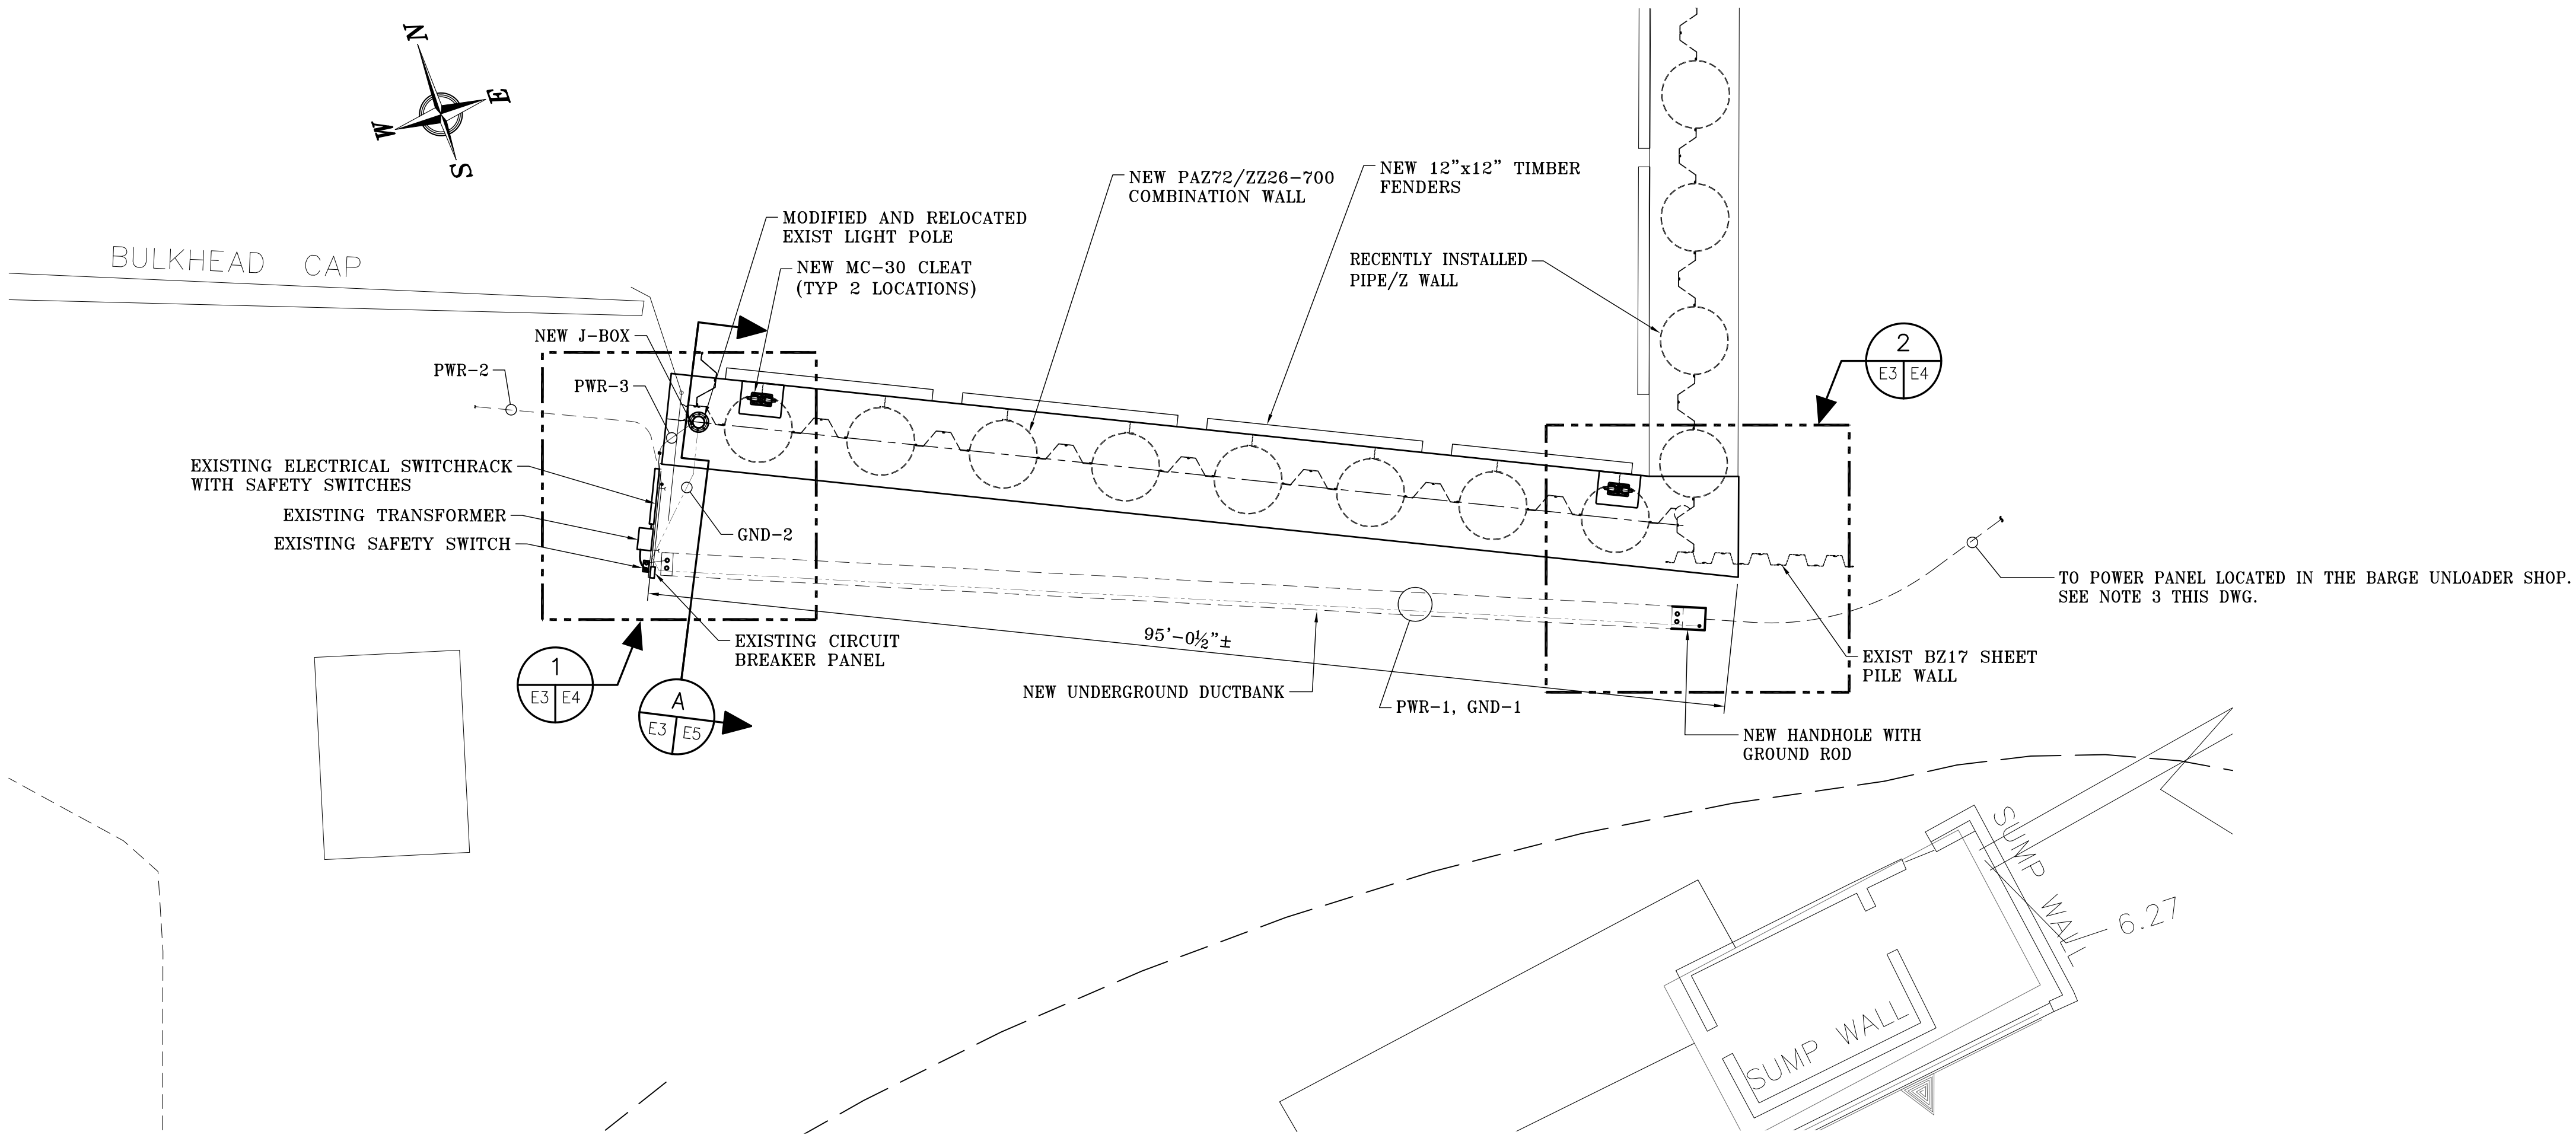 N
E
W
S
BULKHEAD CAP
MODIFIED AND RELOCATED
EXIST LIGHT POLE
NEW MC-30 CLEAT
(TYP 2 LOCATIONS)
NEW PAZ72/ZZ26-700
COMBINATION WALL
NEW 12"x12" TIMBER
FENDERS
RECENTLY INSTALLED
PIPE/Z WALL
NEW J-BOX
PWR-2
PWR-3
2
E3 E4
EXISTING ELECTRICAL SWITCHRACK
WITH SAFETY SWITCHES
EXISTING TRANSFORMER
EXISTING SAFETY SWITCH
GND-2
TO POWER PANEL LOCATED IN THE BARGE UNLOADER SHOP.
SEE NOTE 3 THIS DWG.
EXISTING CIRCUIT
BREAKER PANEL
95'-0½"±
1
E3 E4
A
E3 E5
NEW UNDERGROUND DUCTBANK
PWR-1, GND-1
EXIST BZ17 SHEET
PILE WALL
NEW HANDHOLE WITH
GROUND ROD
SUMP WALL
6.27
SUMP WALL